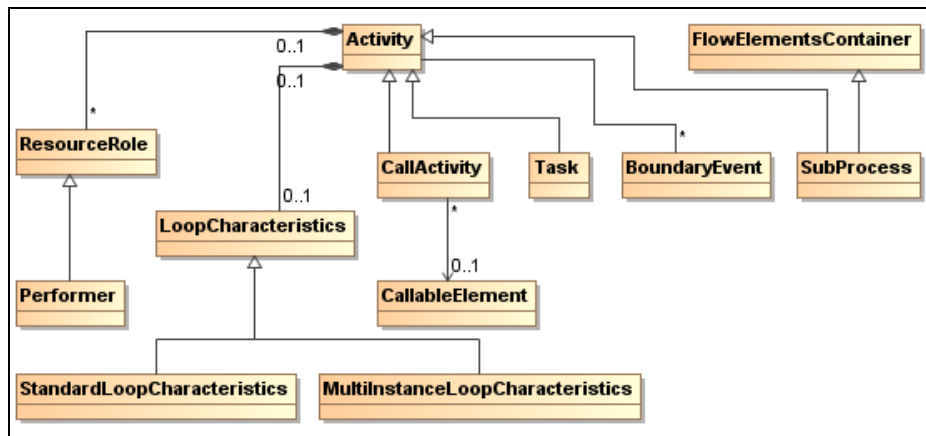 Activity
FlowElementsContainer
0..1
0..1
*
*
ResourceRole
CallActivity
Task
BoundaryEvent
SubProcess
0..1
*
LoopCharacteristics
0..1
Performer
CallableElement
StandardLoopCharacteristics
MultiInstanceLoopCharacteristics